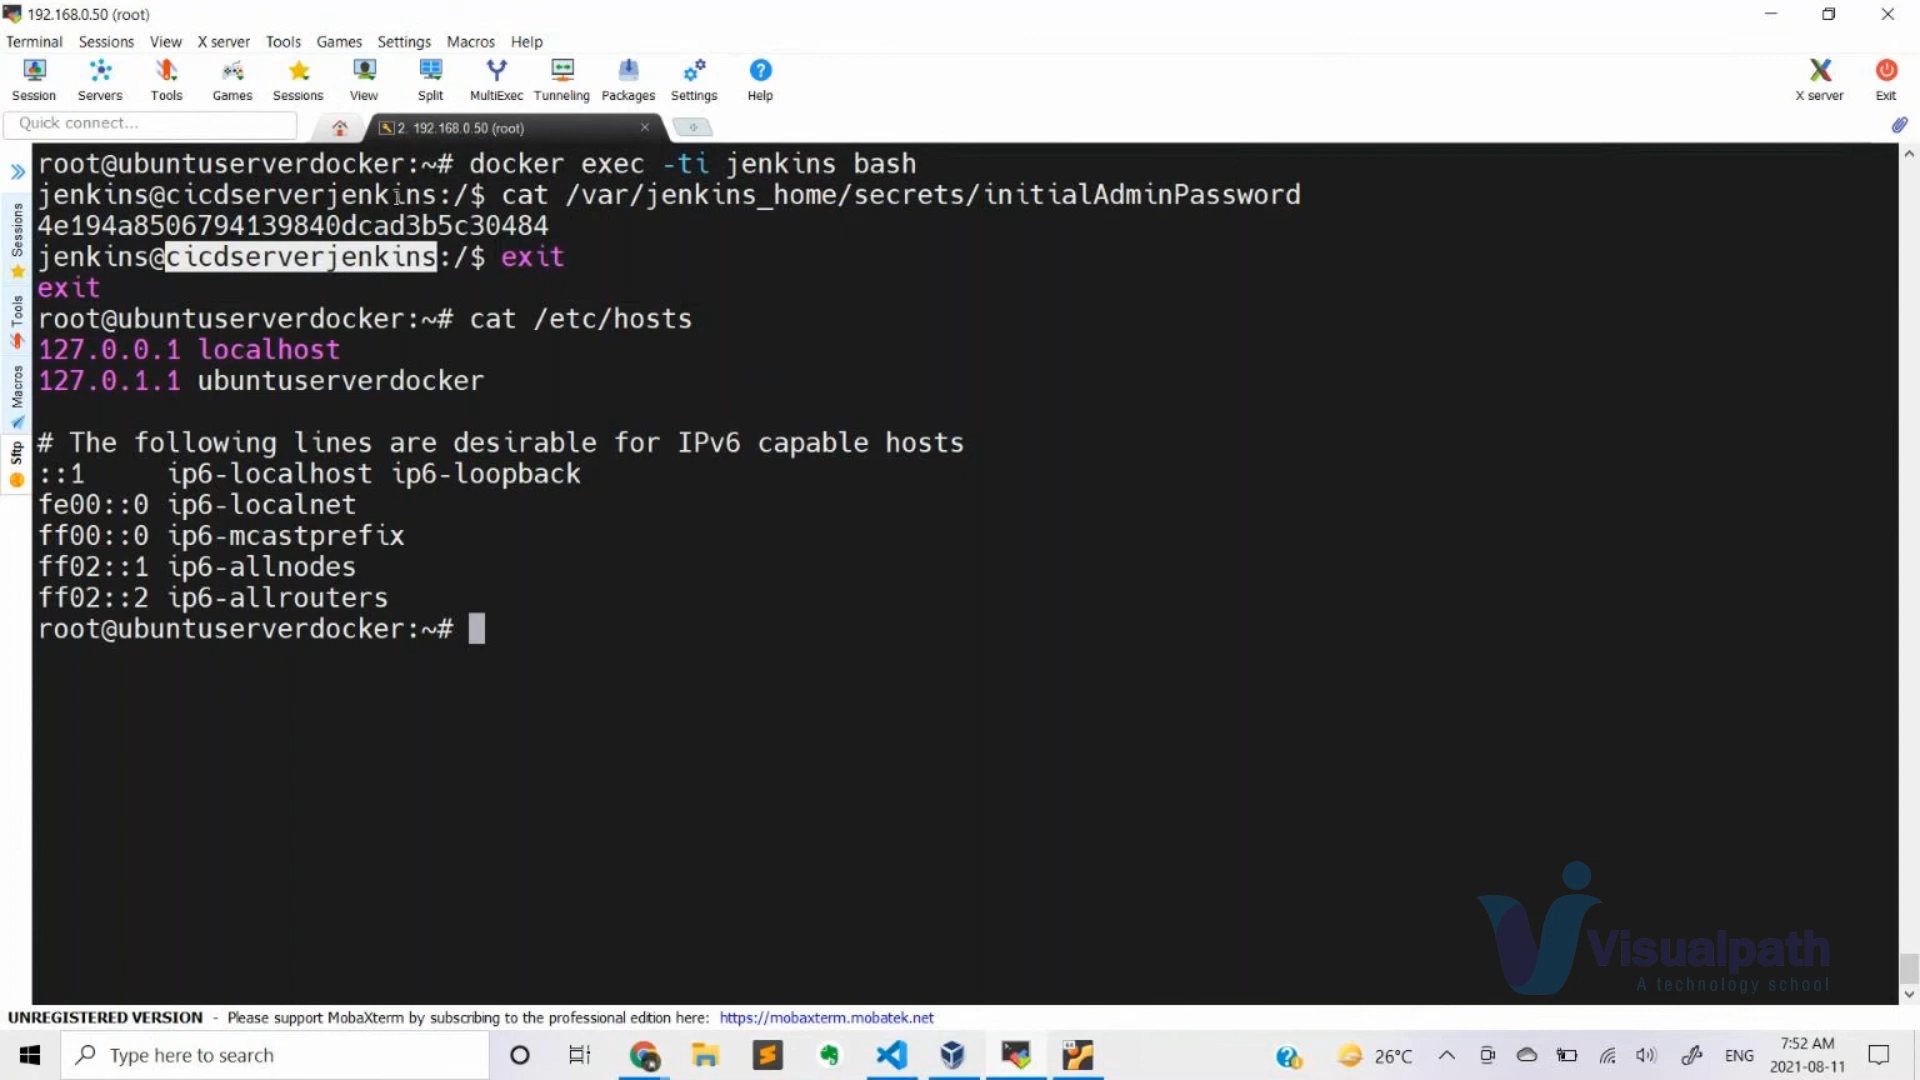 192.168.0.50 (root)
Terminal Sessions View X server Tools Games Settings Macros Help
Session Servers Tools Games Sessions View Split MultiExec Tunneling Packages Settings Help X server Exit
Quick connect...
2. 192.168.0.50 (root)
Sessions
Tools
Macros
Sftp
root@ubuntuserverdocker:~# docker exec -ti jenkins bash
jenkins@cicdserverjenkins:/$ cat /var/jenkins_home/secrets/initialAdminPassword
4e194a8506794139840dcad3b5c30484
jenkins@cicdserverjenkins:/$ exit
exit
root@ubuntuserverdocker:~# cat /etc/hosts
127.0.0.1 localhost
127.0.1.1 ubuntuserverdocker
# The following lines are desirable for IPv6 capable hosts
::1     ip6-localhost ip6-loopback
fe00::0 ip6-localnet
ff00::0 ip6-mcastprefix
ff02::1 ip6-allnodes
ff02::2 ip6-allrouters
root@ubuntuserverdocker:~#
Visualpath
A technology school
UNREGISTERED VERSION - Please support MobaXterm by subscribing to the professional edition here: https://mobaxterm.mobatek.net
Type here to search
26°C
ENG
7:52 AM
2021-08-11